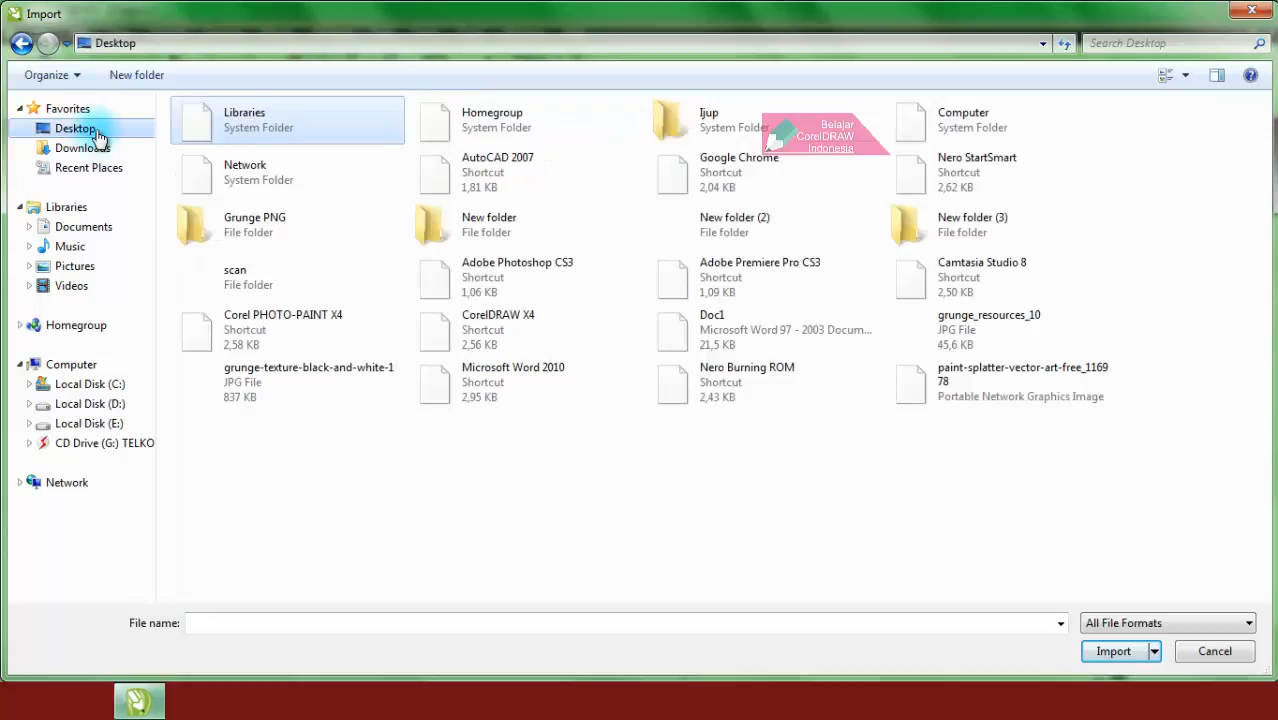 Import
Desktop
Search Desktop
Organize
New folder
Favorites
Desktop
Downloads
Recent Places
Libraries
Documents
Music
Pictures
Videos
Homegroup
Computer
Local Disk (C:)
Local Disk (D:)
Local Disk (E:)
CD Drive (G:) TELKO
Network
Libraries
System Folder
Homegroup
System Folder
Ijup
System Folder
Computer
System Folder
Belajar
CorelDRAW
Indonesia
Network
System Folder
AutoCAD 2007
Shortcut
1,81 KB
Google Chrome
Shortcut
2,04 KB
Nero StartSmart
Shortcut
2,62 KB
Grunge PNG
File folder
New folder
File folder
New folder (2)
File folder
New folder (3)
File folder
scan
File folder
Adobe Photoshop CS3
Shortcut
1,06 KB
Adobe Premiere Pro CS3
Shortcut
1,09 KB
Camtasia Studio 8
Shortcut
2,50 KB
Corel PHOTO-PAINT X4
Shortcut
2,58 KB
CorelDRAW X4
Shortcut
2,56 KB
Doc1
Microsoft Word 97 - 2003 Docum...
21,5 KB
grunge_resources_10
JPG File
45,6 KB
grunge-texture-black-and-white-1
JPG File
837 KB
Microsoft Word 2010
Shortcut
2,95 KB
Nero Burning ROM
Shortcut
2,43 KB
paint-splatter-vector-art-free_1169
78
Portable Network Graphics Image
File name:
All File Formats
Import
Cancel